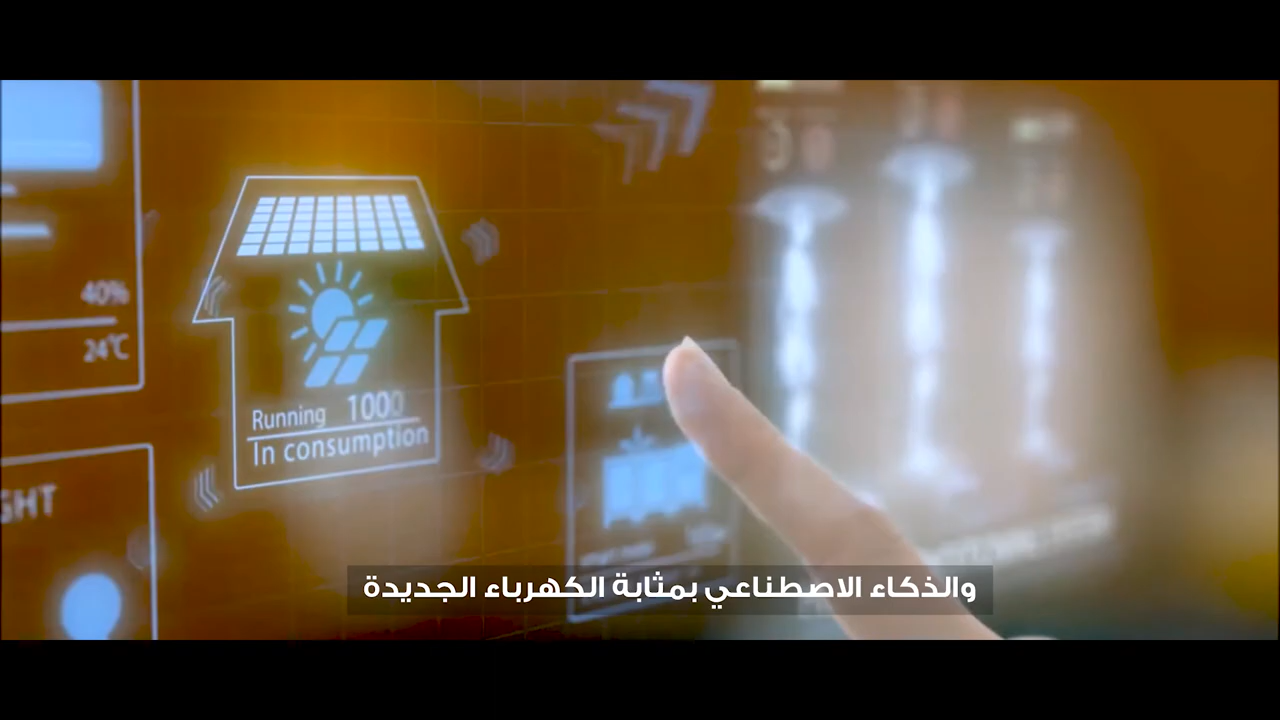 40%
24°C
Running 1000
In consumption
GHT
والذكاء الاصطناعي بمثابة الكهرباء الجديدة